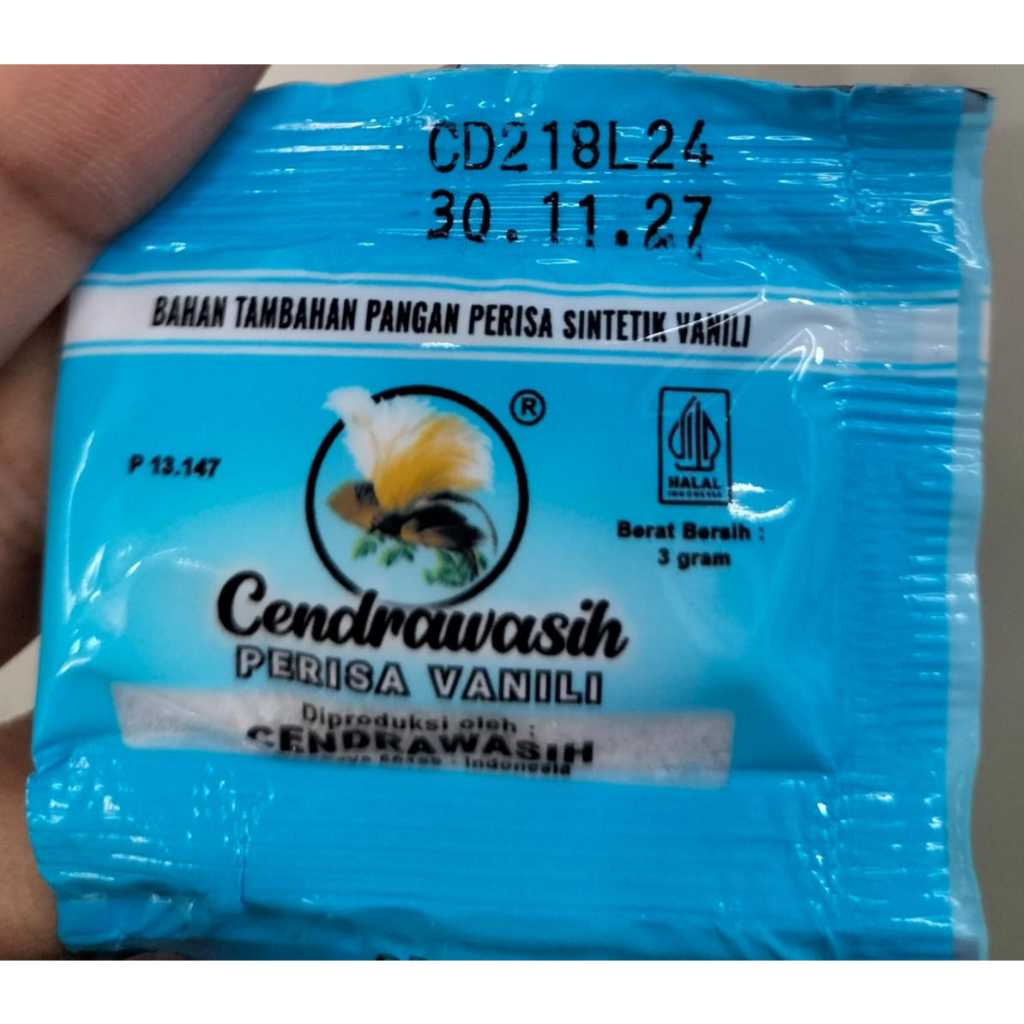 CD218L24
30.11.27
BAHAN TAMBAHAN PANGAN PERISA SINTETIK VANILI
®
P 13.147
HALAL
INDONESIA
Berat Bersih :
3 gram
Cendrawasih
PERISA VANILI
Diproduksi oleh :
CENDRAWASIH
- Indonesia